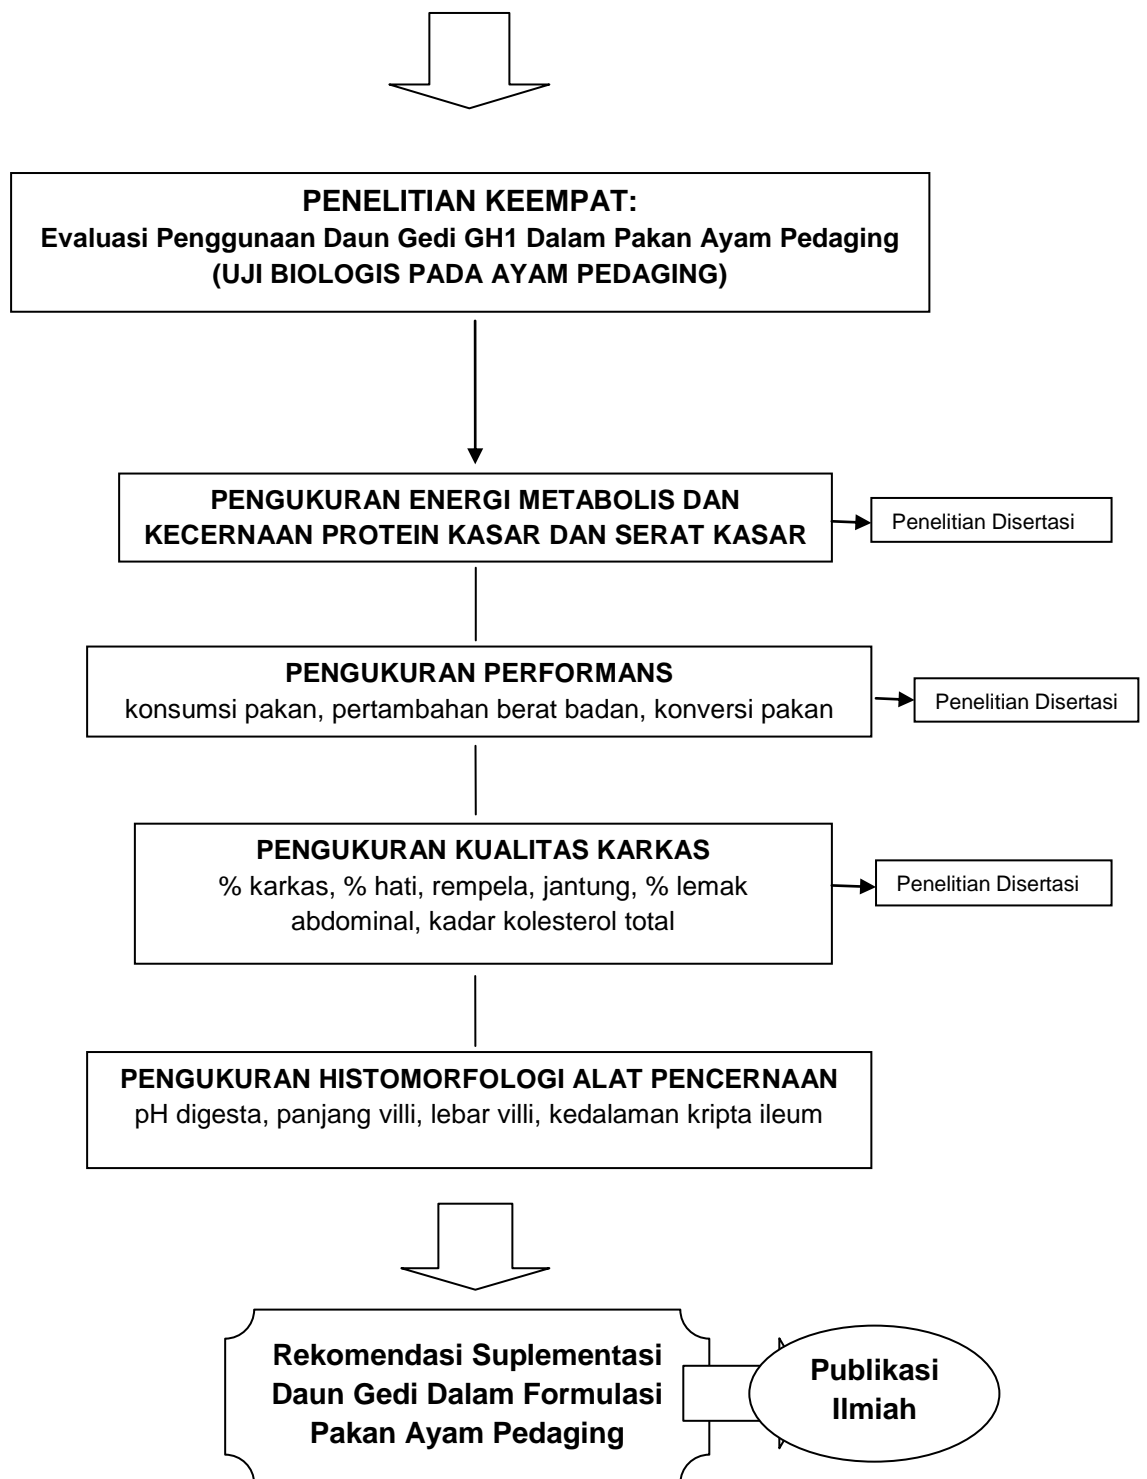 PENELITIAN KEEMPAT:
Evaluasi Penggunaan Daun Gedi GH1 Dalam Pakan Ayam Pedaging
(UJI BIOLOGIS PADA AYAM PEDAGING)
PENGUKURAN ENERGI METABOLIS DAN
KECERNAAN PROTEIN KASAR DAN SERAT KASAR
Penelitian Disertasi
PENGUKURAN PERFORMANS
konsumsi pakan, pertambahan berat badan, konversi pakan
Penelitian Disertasi
PENGUKURAN KUALITAS KARKAS
% karkas, % hati, rempela, jantung, % lemak
abdominal, kadar kolesterol total
Penelitian Disertasi
PENGUKURAN HISTOMORFOLOGI ALAT PENCERNAAN
pH digesta, panjang villi, lebar villi, kedalaman kripta ileum
Rekomendasi Suplementasi
Daun Gedi Dalam Formulasi
Pakan Ayam Pedaging
Publikasi
Ilmiah